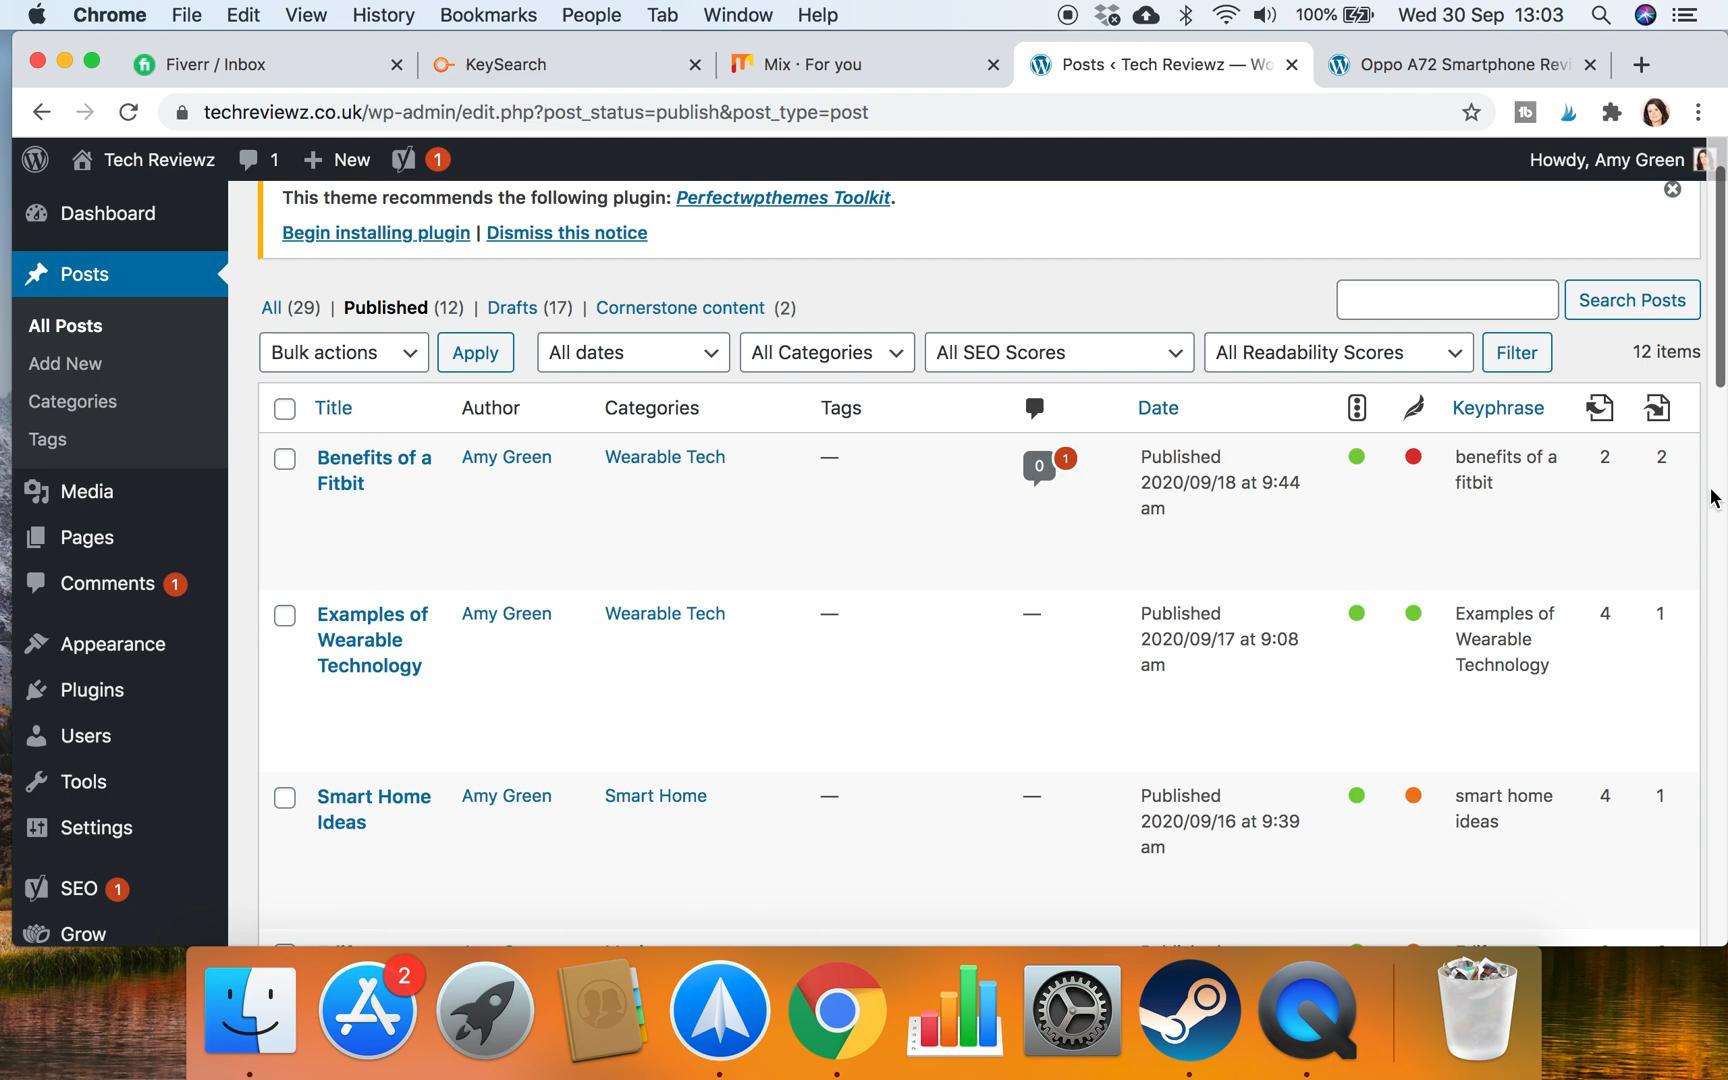 Chrome File Edit View History Bookmarks People Tab Window Help 100% Wed 30 Sep 13:03
Fiverr / Inbox KeySearch Mix · For you Posts ‹ Tech Reviewz — Wo Oppo A72 Smartphone Revi
techreviewz.co.uk/wp-admin/edit.php?post_status=publish&post_type=post
Tech Reviewz 1 New 1 Howdy, Amy Green
This theme recommends the following plugin: Perfectwpthemes Toolkit.
Begin installing plugin | Dismiss this notice
Dashboard
Posts
All Posts
Add New
Categories
Tags
Media
Pages
Comments 1
Appearance
Plugins
Users
Tools
Settings
SEO 1
Grow
All (29) | Published (12) | Drafts (17) | Cornerstone content (2)
Search Posts
Bulk actions Apply All dates All Categories All SEO Scores All Readability Scores Filter 12 items
Title Author Categories Tags Date Keyphrase
Benefits of a Amy Green Wearable Tech — 0 1 Published benefits of a 2 2
Fitbit 2020/09/18 at 9:44 fitbit
am
Examples of Amy Green Wearable Tech — — Published Examples of 4 1
Wearable 2020/09/17 at 9:08 Wearable
Technology am Technology
Smart Home Amy Green Smart Home — — Published smart home 4 1
Ideas 2020/09/16 at 9:39 ideas
am
2